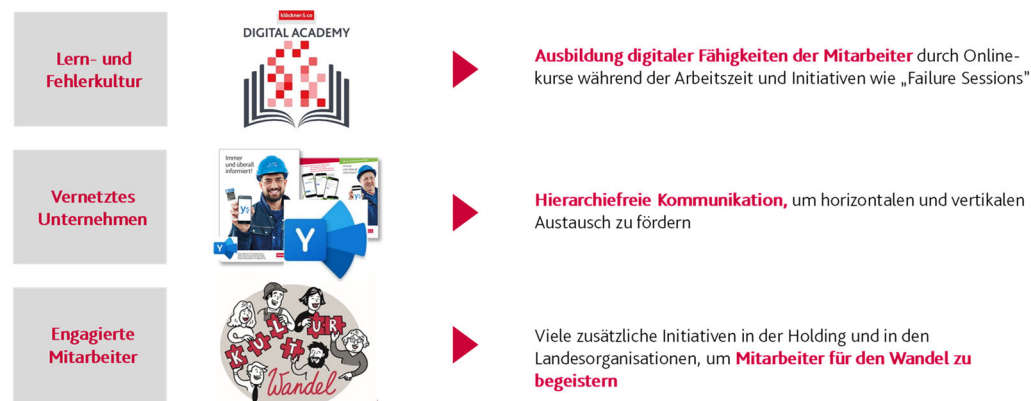 Lern- und
Fehlerkultur
klöckner & co
DIGITAL ACADEMY
Ausbildung digitaler Fähigkeiten der Mitarbeiter durch Online-
kurse während der Arbeitszeit und Initiativen wie „Failure Sessions"
Vernetztes
Unternehmen
Immer
und überall
informiert!
Y
Hierarchiefreie Kommunikation, um horizontalen und vertikalen
Austausch zu fördern
Engagierte
Mitarbeiter
KULTUR
Wandel
Viele zusätzliche Initiativen in der Holding und in den
Landesorganisationen, um Mitarbeiter für den Wandel zu
begeistern